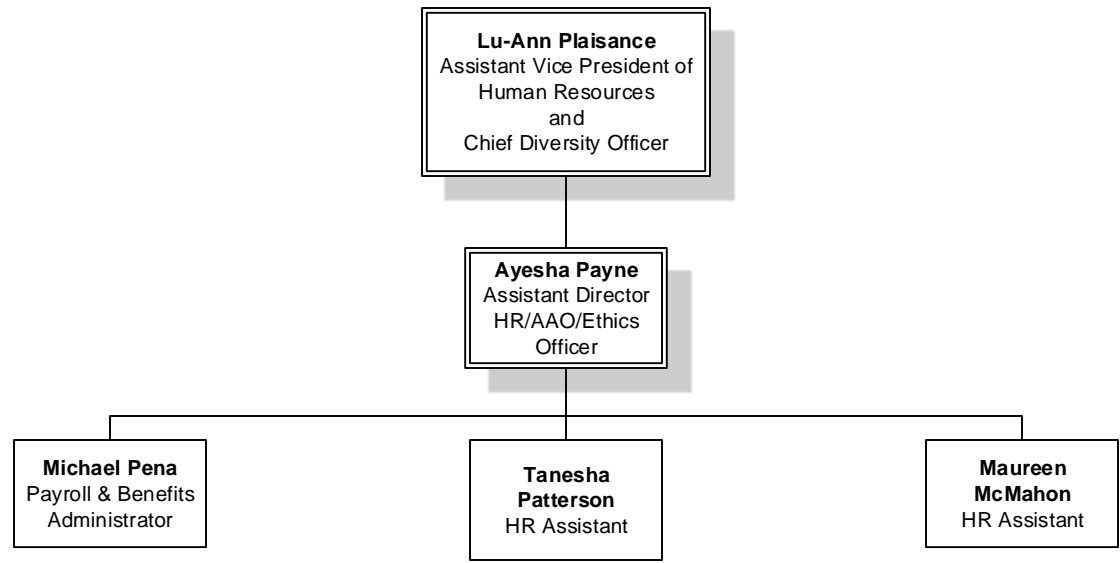 Lu-Ann Plaisance
Assistant Vice President of
Human Resources
and
Chief Diversity Officer
Ayesha Payne
Assistant Director
HR/AAO/Ethics
Officer
Michael Pena
Payroll & Benefits
Administrator
Tanesha
Patterson
HR Assistant
Maureen
McMahon
HR Assistant